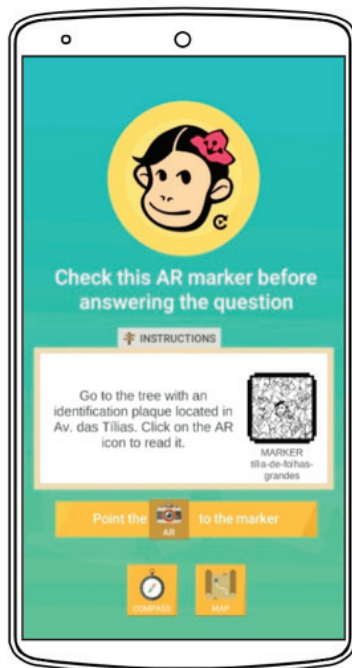 Check this AR marker before
answering the question
INSTRUCTIONS
Go to the tree with an
identification plaque located in
Av. das Tílias. Click on the AR
icon to read it.
MARKER
tília-de-folhas-
grandes
Point the AR to the marker
COMPASS
MAP